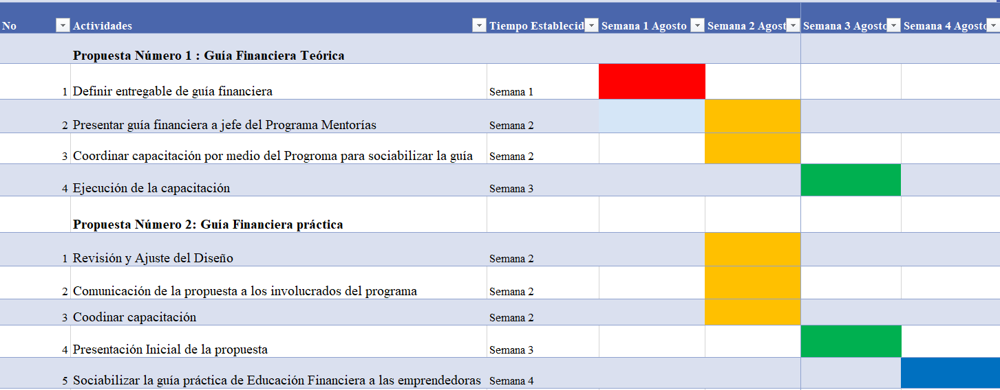 No Actividades Tiempo Establecid Semana 1 Agosto Semana 2 Agost Semana 3 Agosto Semana 4 Agosto
Propuesta Número 1 : Guía Financiera Teórica
1 Definir entregable de guía financiera Semana 1
2 Presentar guía financiera a jefe del Programa Mentorías Semana 2
3 Coordinar capacitación por medio del Progroma para sociabilizar la guía Semana 2
4 Ejecución de la capacitación Semana 3
Propuesta Número 2: Guía Financiera práctica
1 Revisión y Ajuste del Diseño Semana 2
2 Comunicación de la propuesta a los involucrados del programa Semana 2
3 Coodinar capacitación Semana 2
4 Presentación Inicial de la propuesta Semana 3
5 Sociabilizar la guía práctica de Educación Financiera a las emprendedoras Semana 4